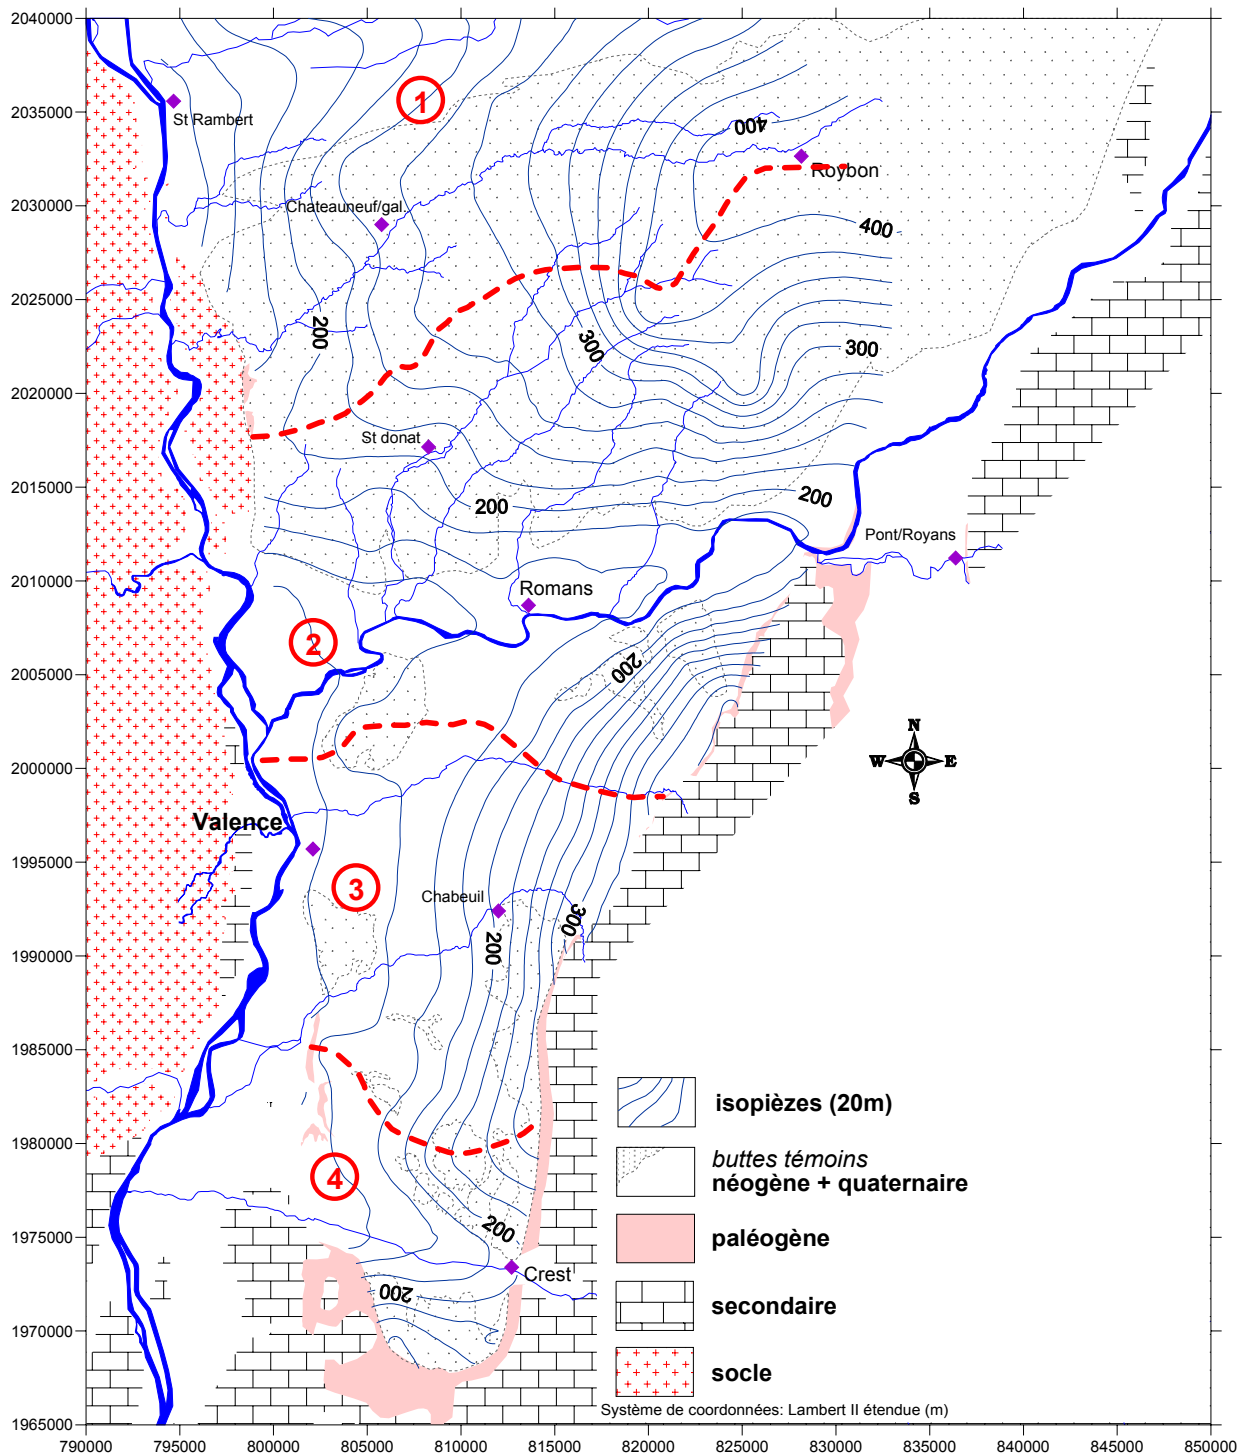 2040000
2035000
2030000
2025000
2020000
2015000
2010000
2005000
2000000
1995000
1990000
1985000
1980000
1975000
1970000
1965000
1
St Rambert
400
Roybon
Chateauneuf/gal.
400
200
300
300
St donat
200
200
Pont/Royans
Romans
2
200
N
W E
S
Valence
3
Chabeuil
300
200
4
200
Crest
200
isopièzes (20m)
buttes témoins
néogène + quaternaire
paléogène
secondaire
socle
Système de coordonnées: Lambert II étendue (m)
790000 795000 800000 805000 810000 815000 820000 825000 830000 835000 840000 845000 850000